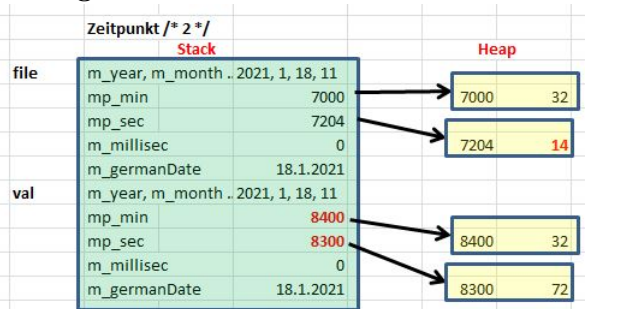 Zeitpunkt /* 2 */
Stack Heap
file m_year, m_month .. 2021, 1, 18, 11
mp_min 7000 7000 32
mp_sec 7204
m_millisec 0 7204 14
m_germanDate 18.1.2021
val m_year, m_month .. 2021, 1, 18, 11
mp_min 8400
mp_sec 8300 8400 32
m_millisec 0
m_germanDate 18.1.2021 8300 72